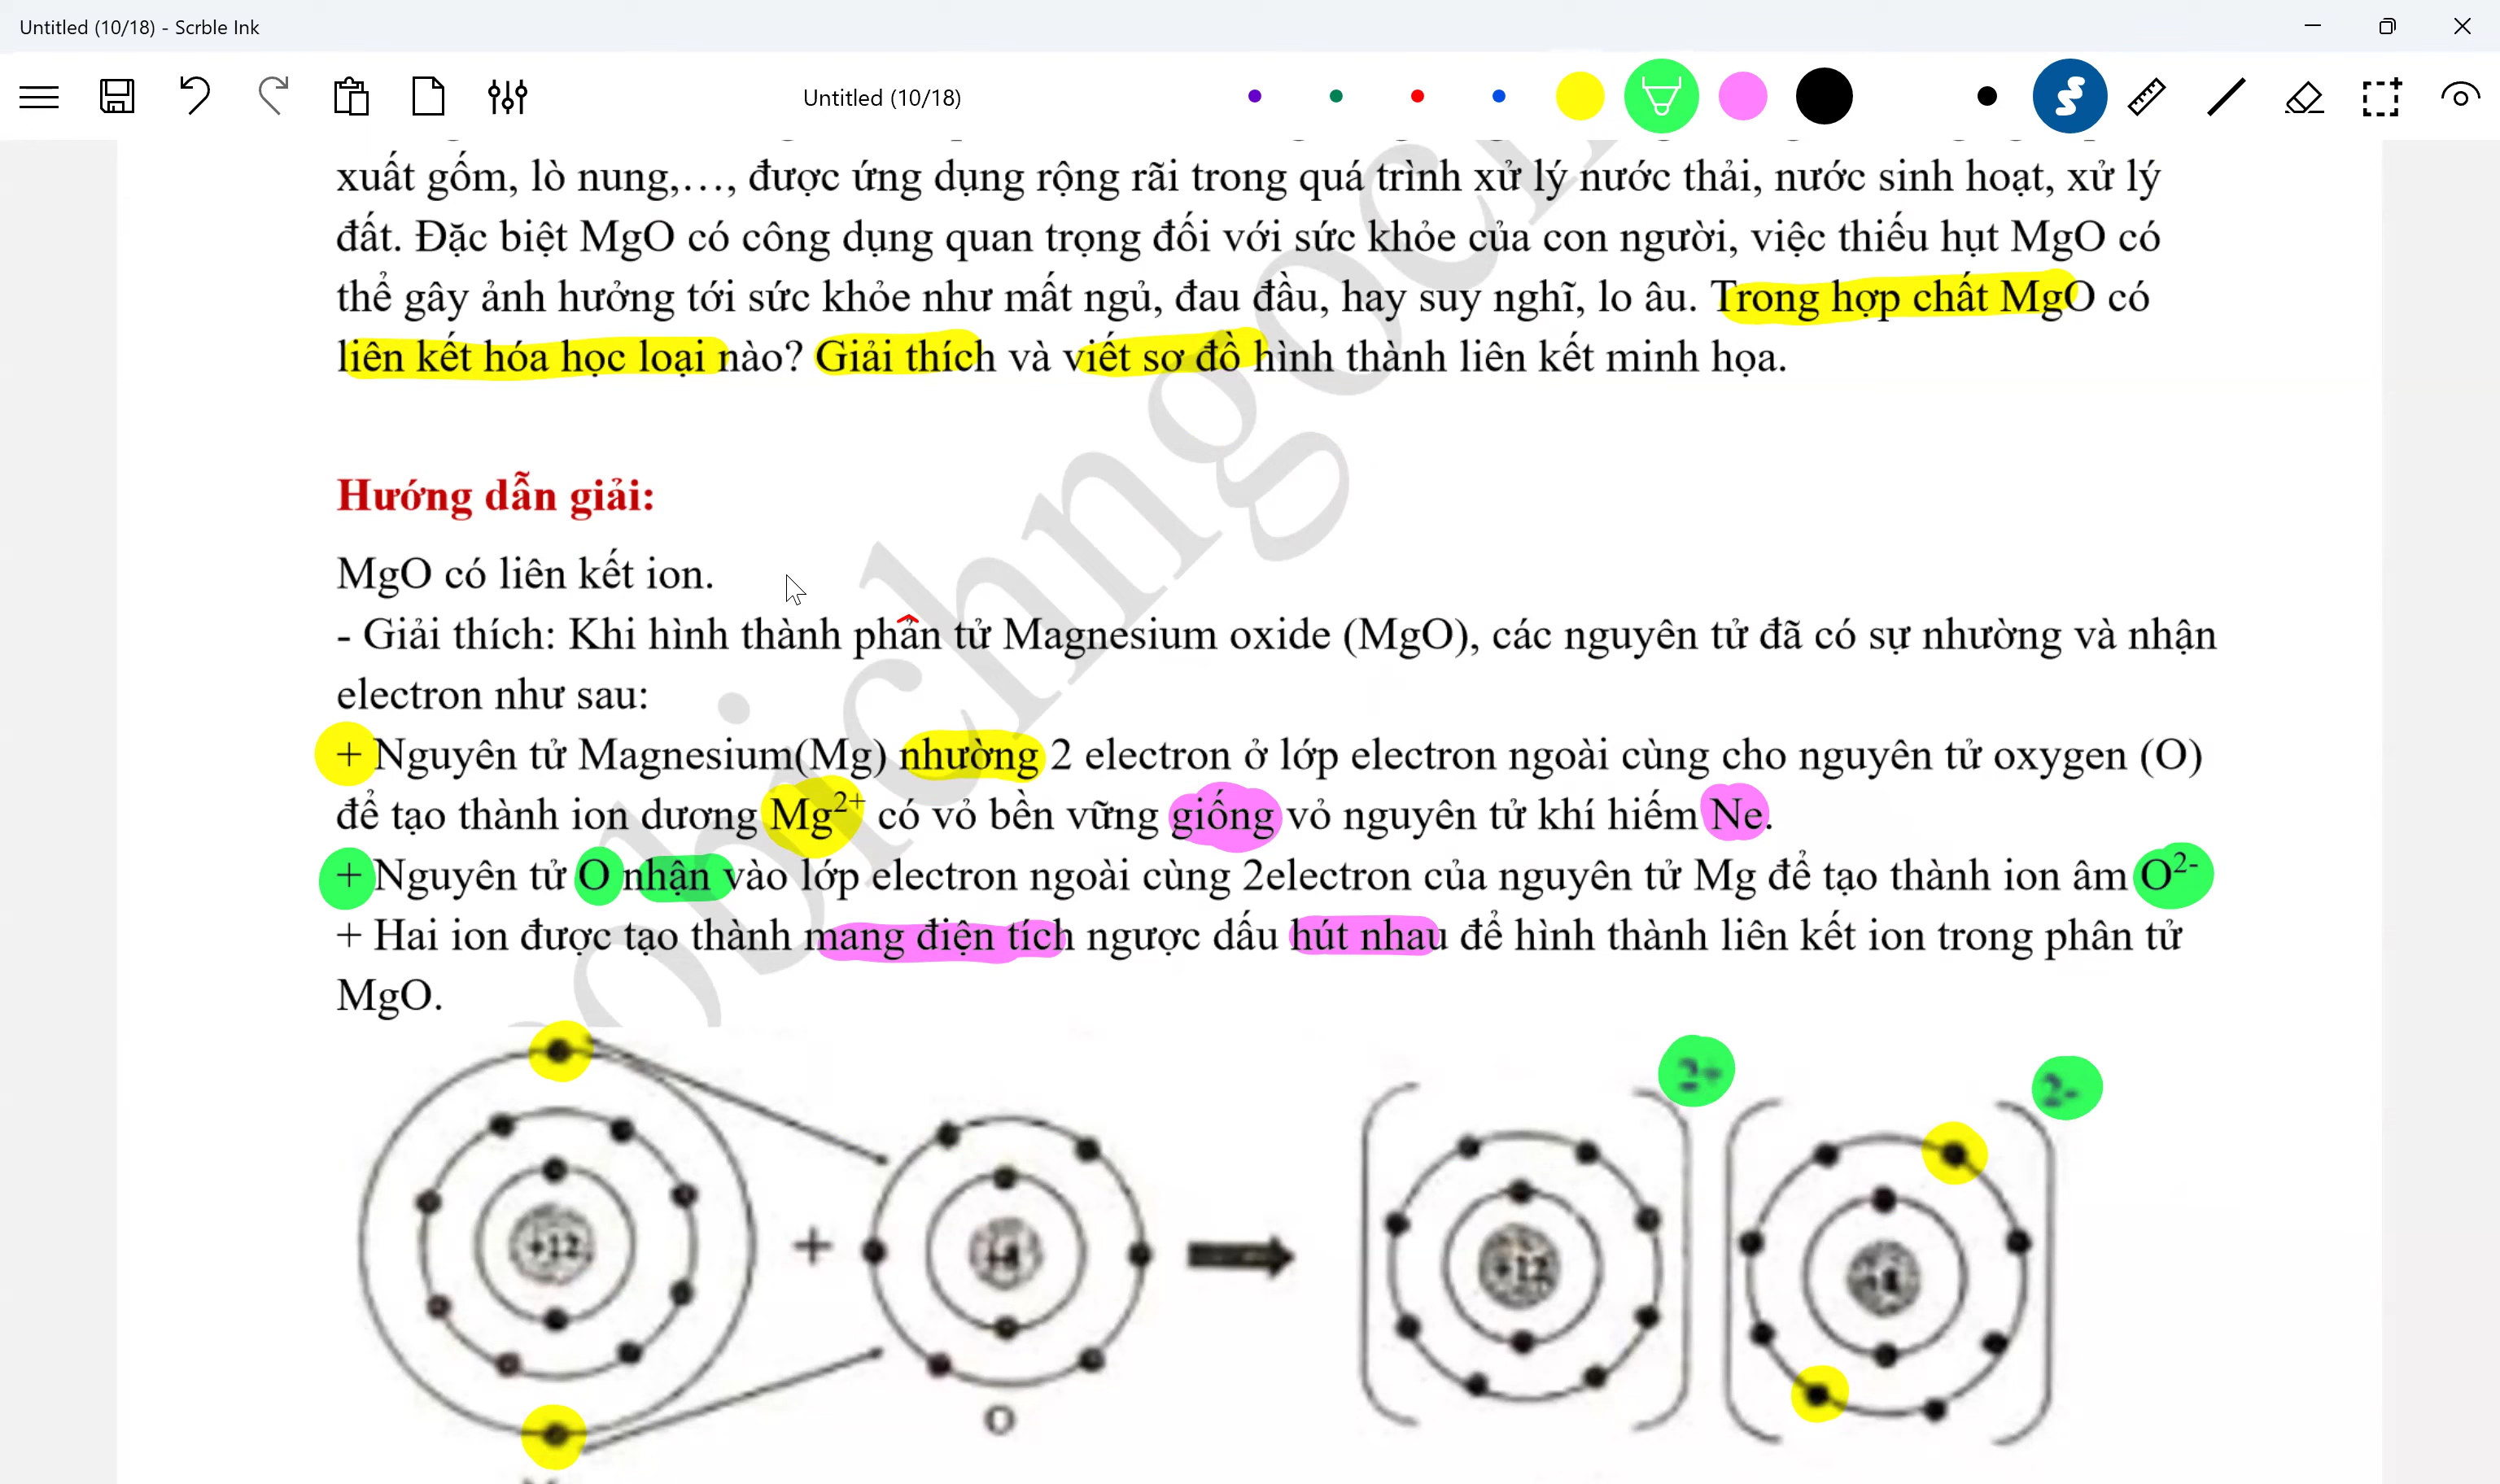 Untitled (10/18) - Scrble Ink
Untitled (10/18)
xuất gốm, lò nung,…, được ứng dụng rộng rãi trong quá trình xử lý nước thải, nước sinh hoạt, xử lý
đất. Đặc biệt MgO có công dụng quan trọng đối với sức khỏe của con người, việc thiếu hụt MgO có
thể gây ảnh hưởng tới sức khỏe như mất ngủ, đau đầu, hay suy nghĩ, lo âu. Trong hợp chất MgO có
liên kết hóa học loại nào? Giải thích và viết sơ đồ hình thành liên kết minh họa.
Hướng dẫn giải:
MgO có liên kết ion.
- Giải thích: Khi hình thành phân tử Magnesium oxide (MgO), các nguyên tử đã có sự nhường và nhận
electron như sau:
+ Nguyên tử Magnesium(Mg) nhường 2 electron ở lớp electron ngoài cùng cho nguyên tử oxygen (O)
để tạo thành ion dương Mg²⁺ có vỏ bền vững giống vỏ nguyên tử khí hiếm Ne.
+ Nguyên tử O nhận vào lớp electron ngoài cùng 2electron của nguyên tử Mg để tạo thành ion âm O²⁻
+ Hai ion được tạo thành mang điện tích ngược dấu hút nhau để hình thành liên kết ion trong phân tử
MgO.
2+ 2-
+12 + +12
O